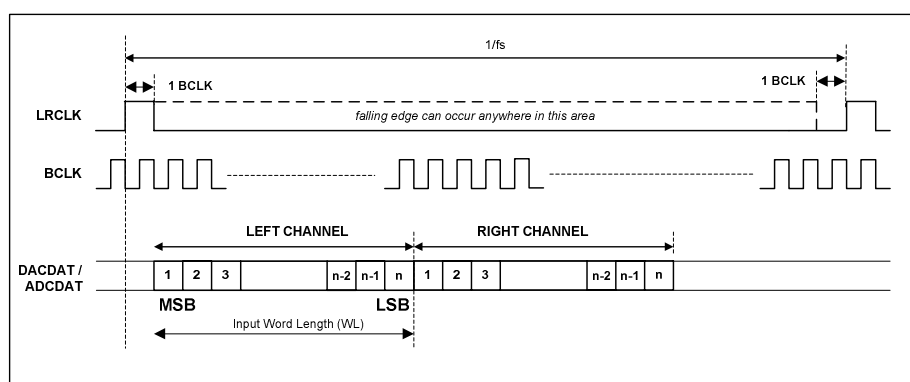 1/fs
1 BCLK
1 BCLK
LRCLK
falling edge can occur anywhere in this area
BCLK
LEFT CHANNEL
RIGHT CHANNEL
DACDAT /
ADCDAT
1 2 3 n-2 n-1 n 1 2 3 n-2 n-1 n
MSB
LSB
Input Word Length (WL)